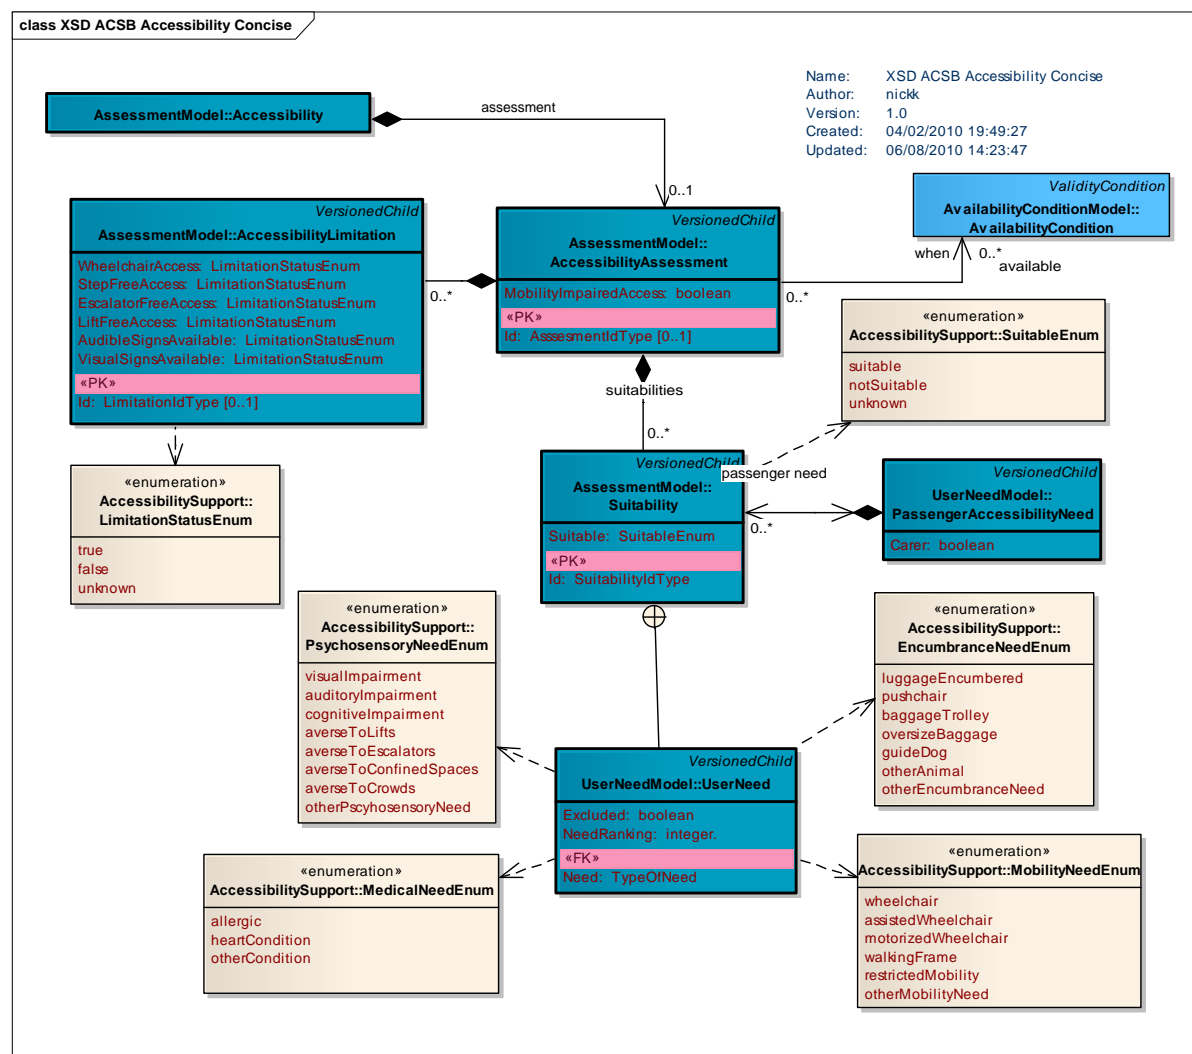 class XSD ACSB Accessibility Concise
Name: XSD ACSB Accessibility Concise
Author: nickk
Version: 1.0
Created: 04/02/2010 19:49:27
Updated: 06/08/2010 14:23:47
AssessmentModel::Accessibility
assessment
0..1
VersionedChild
AssessmentModel::AccessibilityLimitation
WheelchairAccess: LimitationStatusEnum
StepFreeAccess: LimitationStatusEnum
EscalatorFreeAccess: LimitationStatusEnum
LiftFreeAccess: LimitationStatusEnum
AudibleSignsAvailable: LimitationStatusEnum
VisualSignsAvailable: LimitationStatusEnum
«PK»
Id: LimitationIdType [0..1]
0..*
VersionedChild
AssessmentModel::
AccessibilityAssessment
MobilityImpairedAccess: boolean
«PK»
Id: AsssesmentIdType [0..1]
0..*
ValidityCondition
AvailabilityConditionModel::
AvailabilityCondition
when
0..*
available
«enumeration»
AccessibilitySupport::SuitableEnum
suitable
notSuitable
unknown
suitabilities
0..*
«enumeration»
AccessibilitySupport::
LimitationStatusEnum
true
false
unknown
VersionedChild
AssessmentModel::
Suitability
Suitable: SuitableEnum
«PK»
Id: SuitabilityIdType
passenger need
0..*
VersionedChild
UserNeedModel::
PassengerAccessibilityNeed
Carer: boolean
«enumeration»
AccessibilitySupport::
PsychosensoryNeedEnum
visualImpairment
auditoryImpairment
cognitiveImpairment
averseToLifts
averseToEscalators
averseToConfinedSpaces
averseToCrowds
otherPscyhosensoryNeed
«enumeration»
AccessibilitySupport::
EncumbranceNeedEnum
luggageEncumbered
pushchair
baggageTrolley
oversizeBaggage
guideDog
otherAnimal
otherEncumbranceNeed
VersionedChild
UserNeedModel::UserNeed
Excluded: boolean
NeedRanking: integer.
«FK»
Need: TypeOfNeed
«enumeration»
AccessibilitySupport::MedicalNeedEnum
allergic
heartCondition
otherCondition
«enumeration»
AccessibilitySupport::MobilityNeedEnum
wheelchair
assistedWheelchair
motorizedWheelchair
walkingFrame
restrictedMobility
otherMobilityNeed